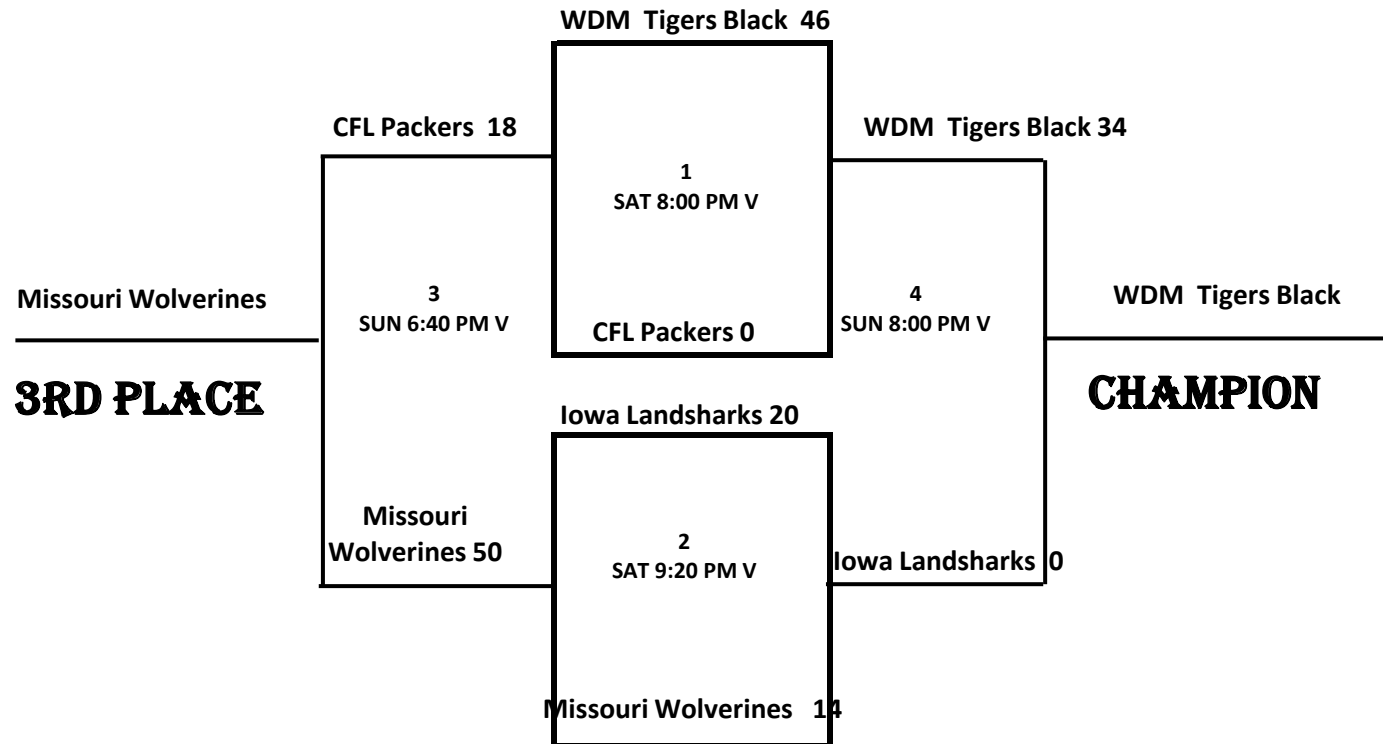 WDM Tigers Black 46
CFL Packers 18
WDM Tigers Black 34
1
SAT 8:00 PM V
Missouri Wolverines
3
SUN 6:40 PM V
CFL Packers 0
4
SUN 8:00 PM V
WDM Tigers Black
3RD PLACE
CHAMPION
Iowa Landsharks 20
Missouri
Wolverines 50
2
SAT 9:20 PM V
Iowa Landsharks 0
Missouri Wolverines 14